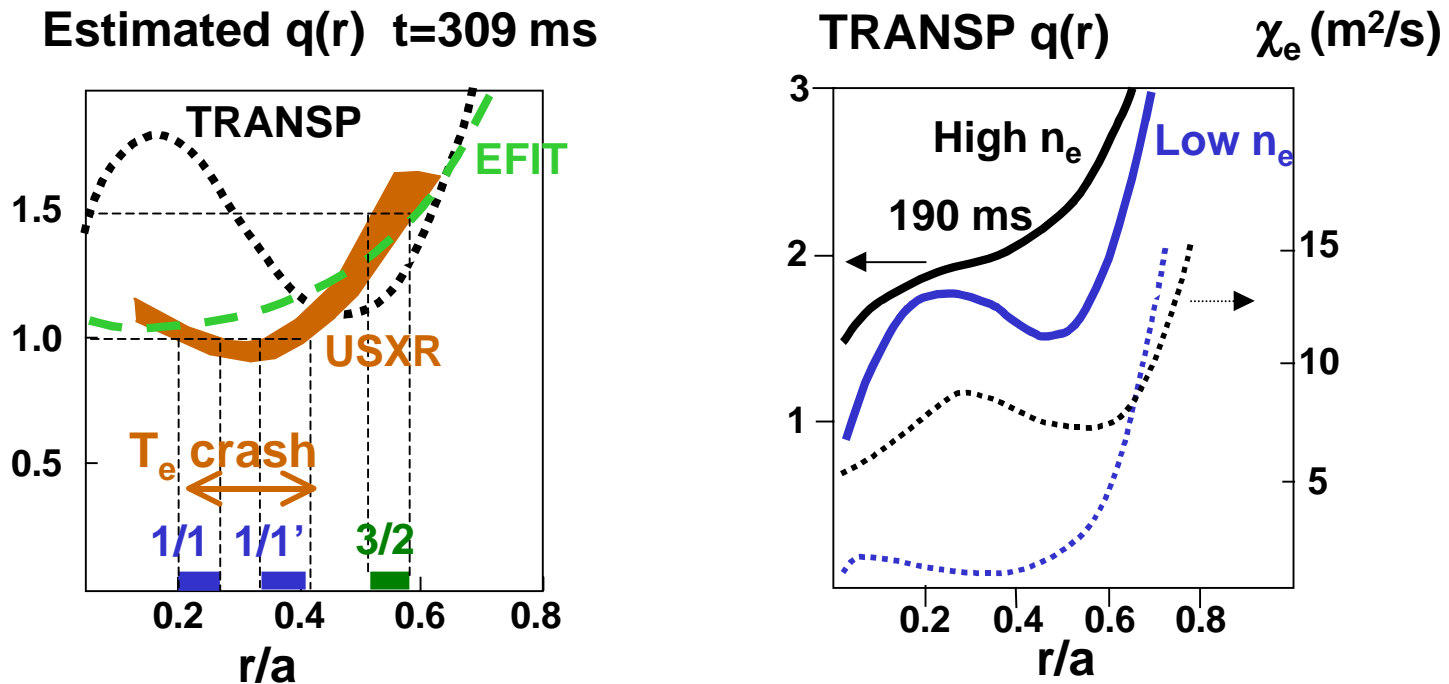 Estimated q(r) t=309 ms
TRANSP
EFIT
1.5
1.0
USXR
Te crash
0.5
1/1 1/1’ 3/2
0.2 0.4 0.6 0.8
r/a
TRANSP q(r) χe (m²/s)
3
High ne Low ne
190 ms
2
15
10
1
5
0.2 0.4 0.6 0.8
r/a